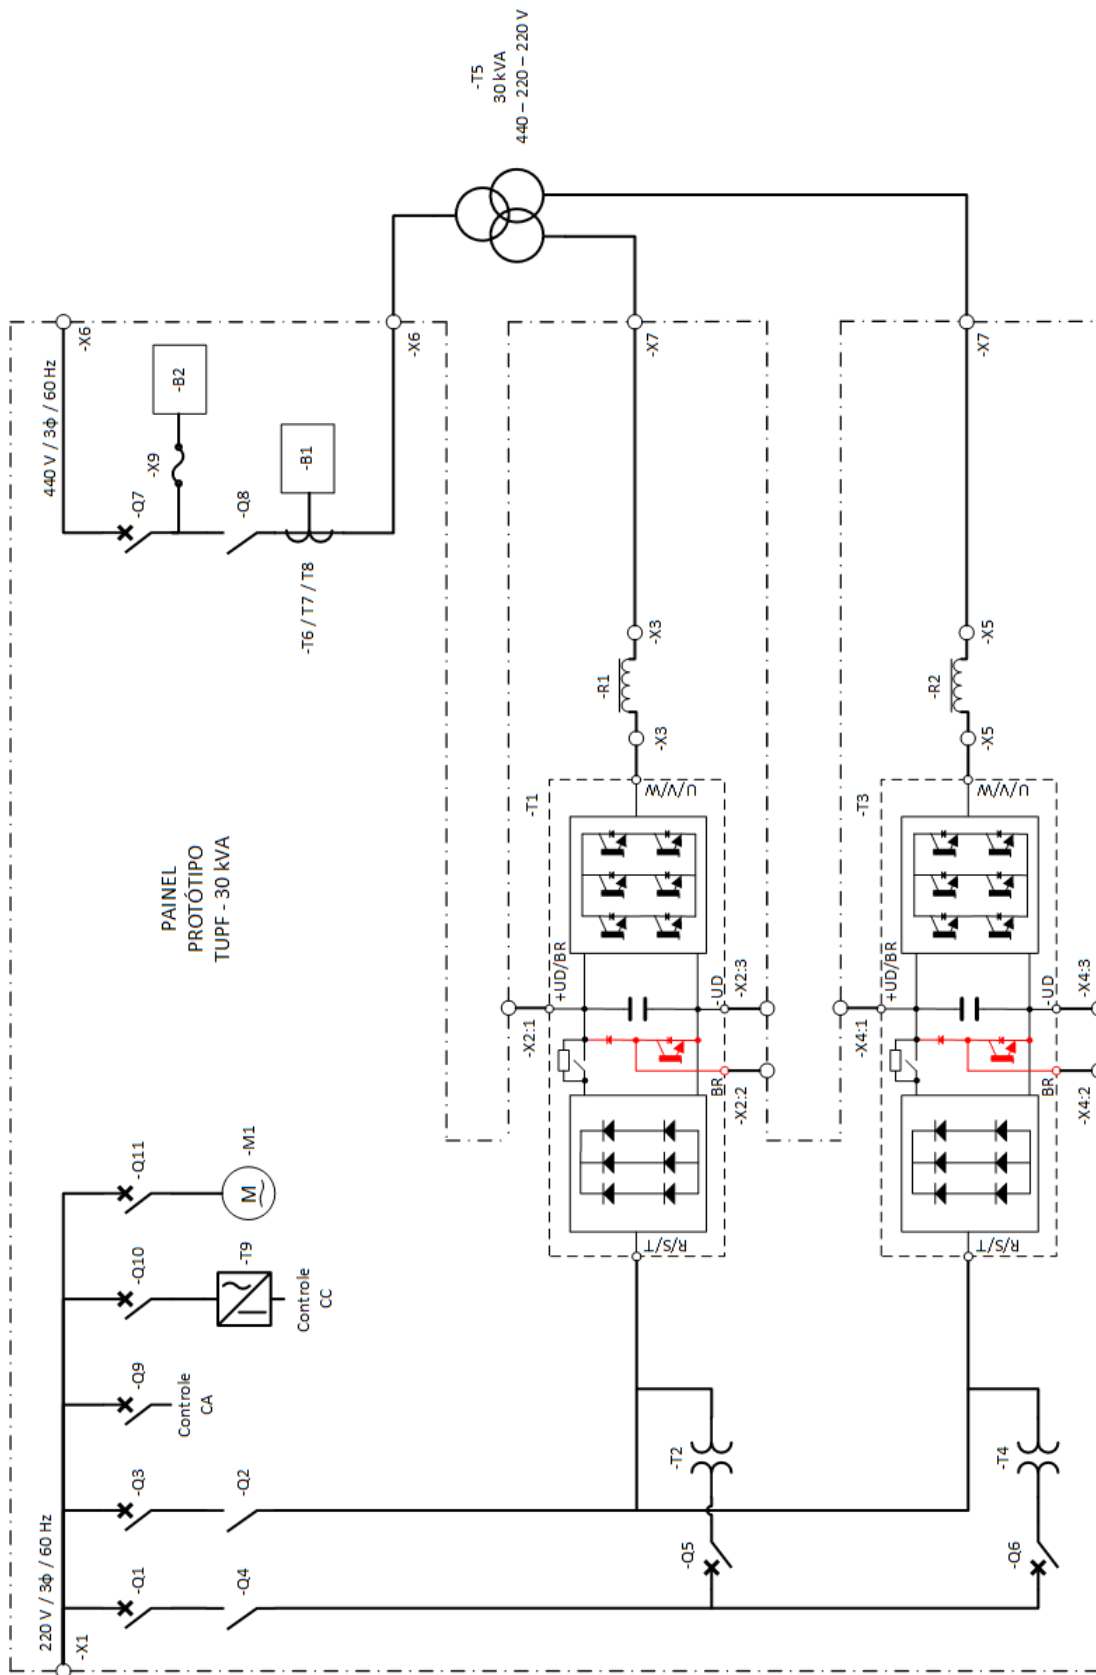 -T5
30 kVA
440 – 220 – 220 V
440 V / 3ф / 60 Hz
-X6
-B2
-X9
-Q7
-B1
-Q8
-T6 / T7 / T8
-X6
-X7
-X7
PAINEL
PROTÓTIPO
TUPF - 30 kVA
-X3
-R1
-X3
-X5
-R2
-X5
-T1
U/V/W
+UD/BR
-X2:1
-UD
-X2:3
BR
-X2:2
R/S/T
-T3
U/V/W
+UD/BR
-X4:1
-UD
-X4:3
BR
-X4:2
R/S/T
220 V / 3ф / 60 Hz
-X1
-Q1
-Q4
-Q3
-Q2
-Q9
Controle
CA
-Q10
-T9
Controle
CC
-Q11
M
-M1
-T2
-Q5
-T4
-Q6